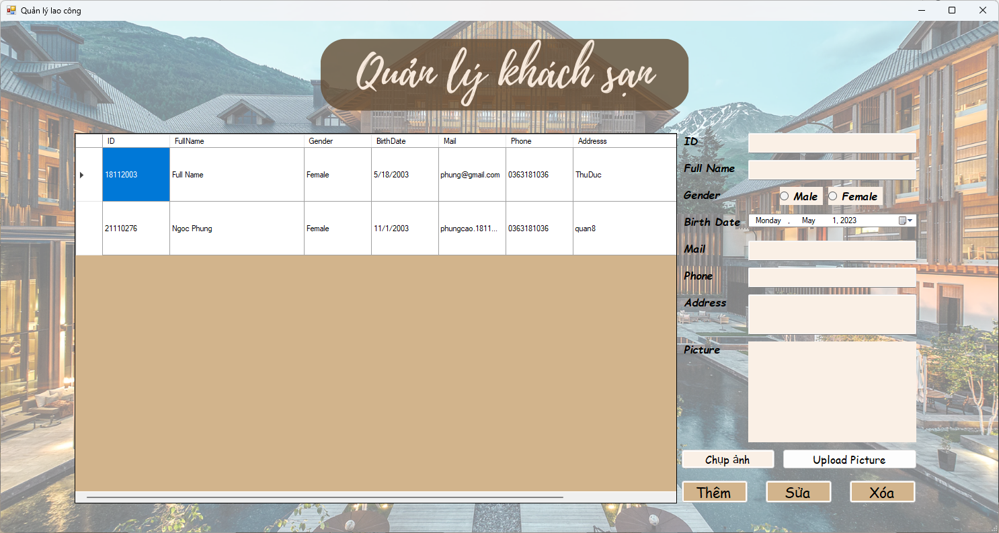 Quản lý lao công
Quản lý khách sạn
ID FullName Gender BirthDate Mail Phone Addresss
18112003 Full Name Female 5/18/2003 phung@gmail.com 0363181036 ThuDuc
21110276 Ngoc Phung Female 11/1/2003 phungcao.1811... 0363181036 quan8
ID
Full Name
Gender Male Female
Birth Date Monday , May 1, 2023
Mail
Phone
Address
Picture
Chụp ảnh Upload Picture
Thêm Sửa Xóa